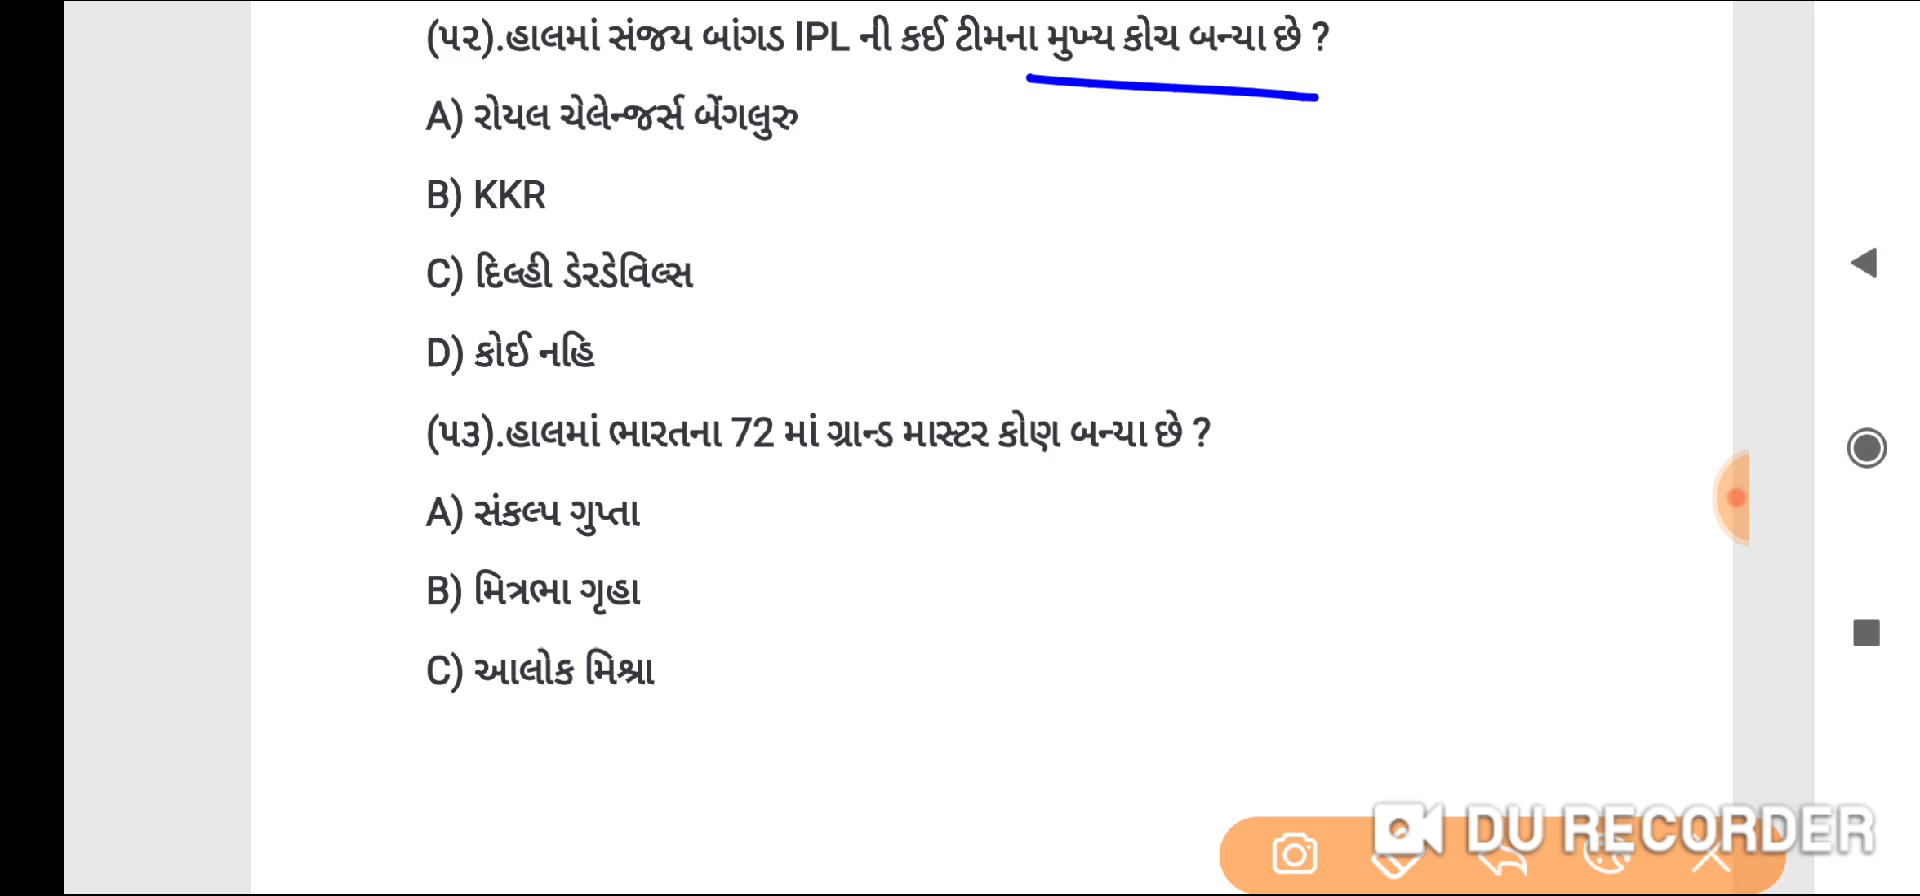 (૫૨).હાલમાં સંજય બાંગડ IPL ની કઈ ટીમના મુખ્ય કોચ બન્યા છે ?
A) રોયલ ચેલેન્જર્સ બેંગલુરુ
B) KKR
C) દિલ્હી ડેરડેવિલ્સ
D) કોઈ નહિ
(૫૩).હાલમાં ભારતના 72 માં ગ્રાન્ડ માસ્ટર કોણ બન્યા છે ?
A) સંકલ્પ ગુપ્તા
B) મિત્રભા ગૃહા
C) આલોક મિશ્રા
DU RECORDER